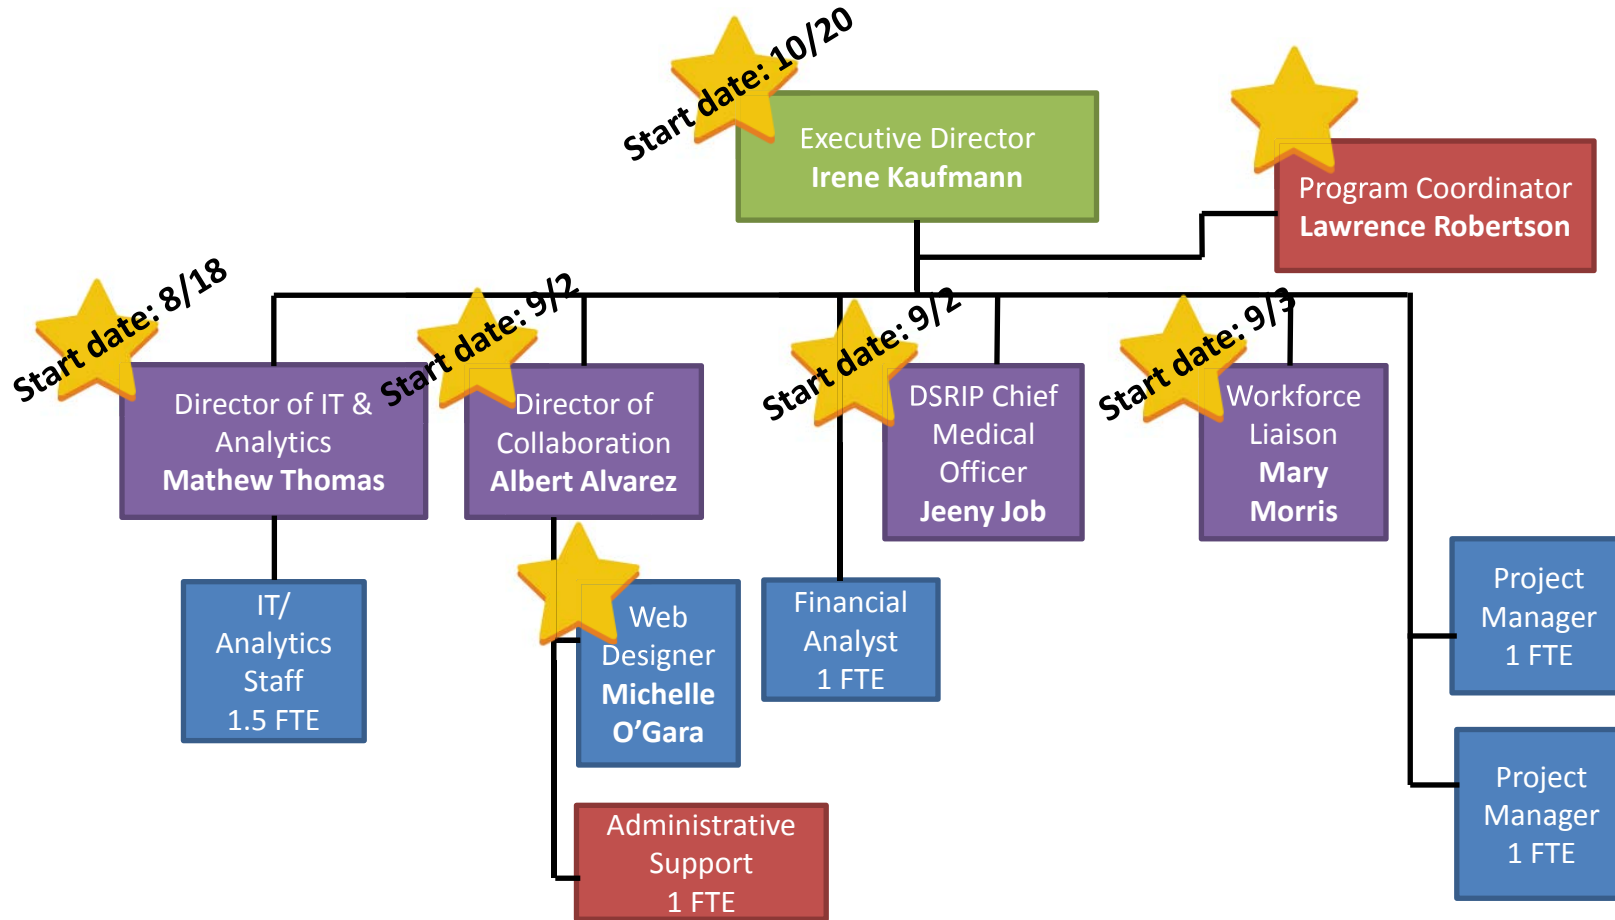 Start date: 10/20
Executive Director
Irene Kaufmann
Program Coordinator
Lawrence Robertson
Start date: 8/18
Director of IT &
Analytics
Mathew Thomas
Start date: 9/2
Director of
Collaboration
Albert Alvarez
Start date: 9/2
DSRIP Chief
Medical
Officer
Jeeny Job
Start date: 9/3
Workforce
Liaison
Mary
Morris
IT/
Analytics
Staff
1.5 FTE
Web
Designer
Michelle
O’Gara
Financial
Analyst
1 FTE
Project
Manager
1 FTE
Administrative
Support
1 FTE
Project
Manager
1 FTE